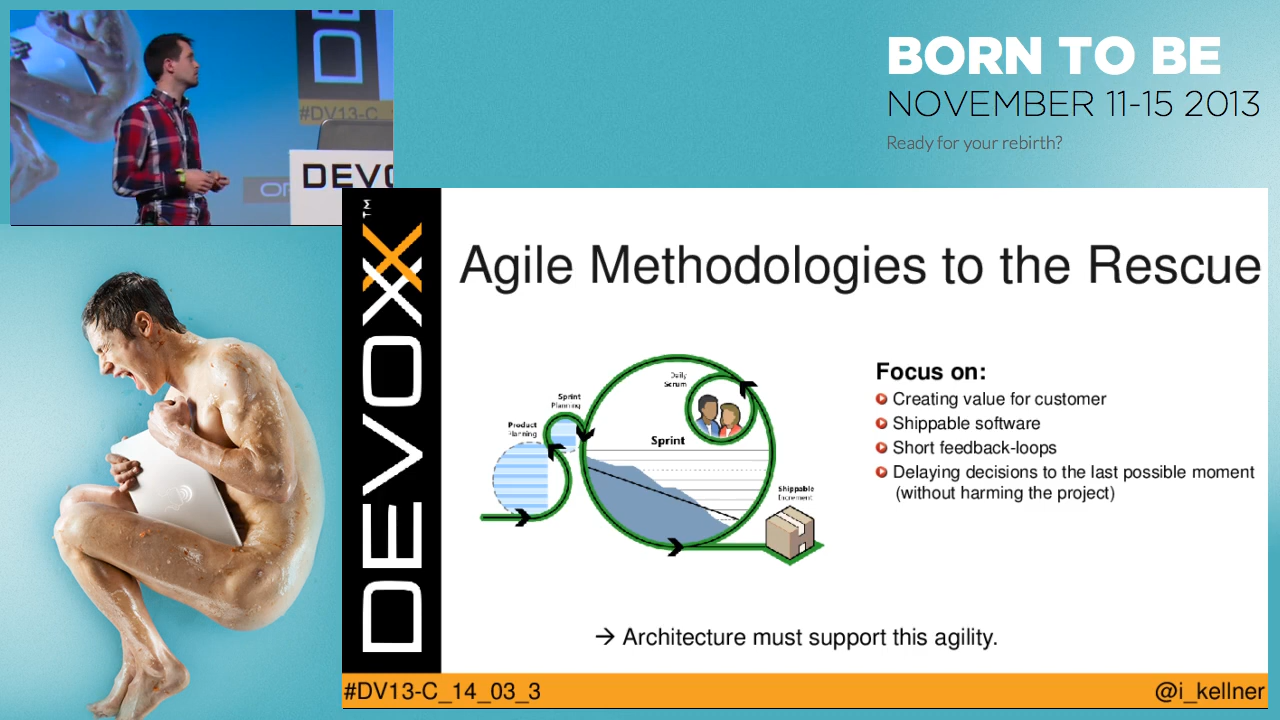 #DV13-C
DEVO
BORN TO BE
NOVEMBER 11-15 2013
Ready for your rebirth?
DEVOXX™
Agile Methodologies to the Rescue
Daily
Scrum
Sprint
Planning
Product
Planning
Sprint
Shippable
Increment
Focus on:
Creating value for customer
Shippable software
Short feedback-loops
Delaying decisions to the last possible moment
(without harming the project)
→ Architecture must support this agility.
#DV13-C_14_03_3
@i_kellner